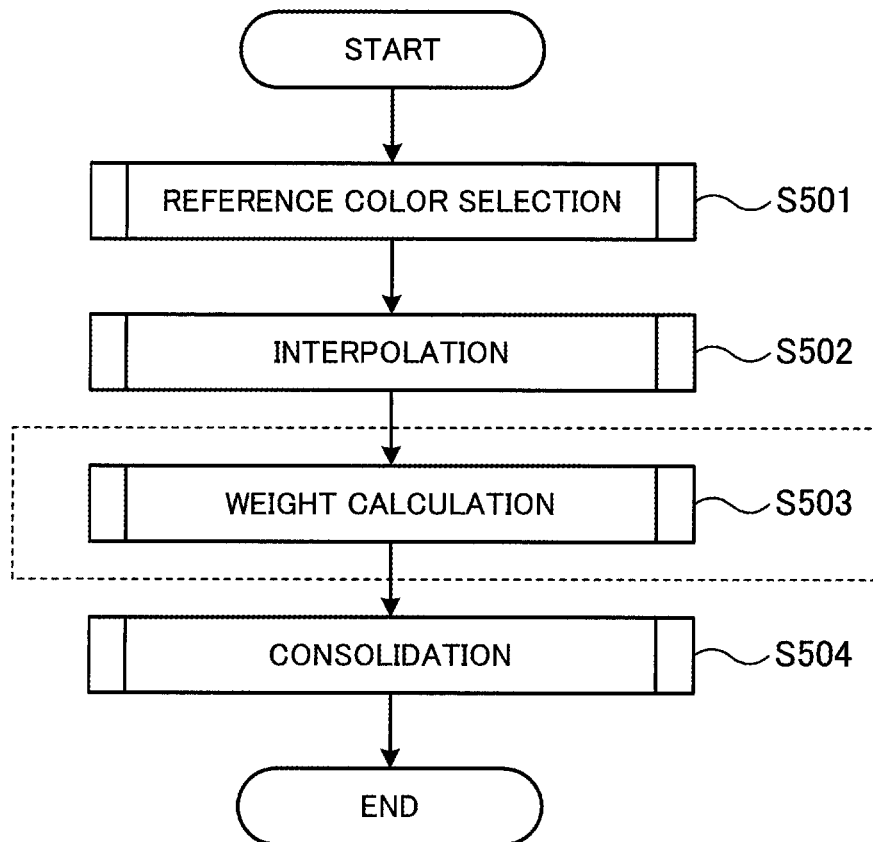 START
REFERENCE COLOR SELECTION S501
INTERPOLATION S502
WEIGHT CALCULATION S503
CONSOLIDATION S504
END